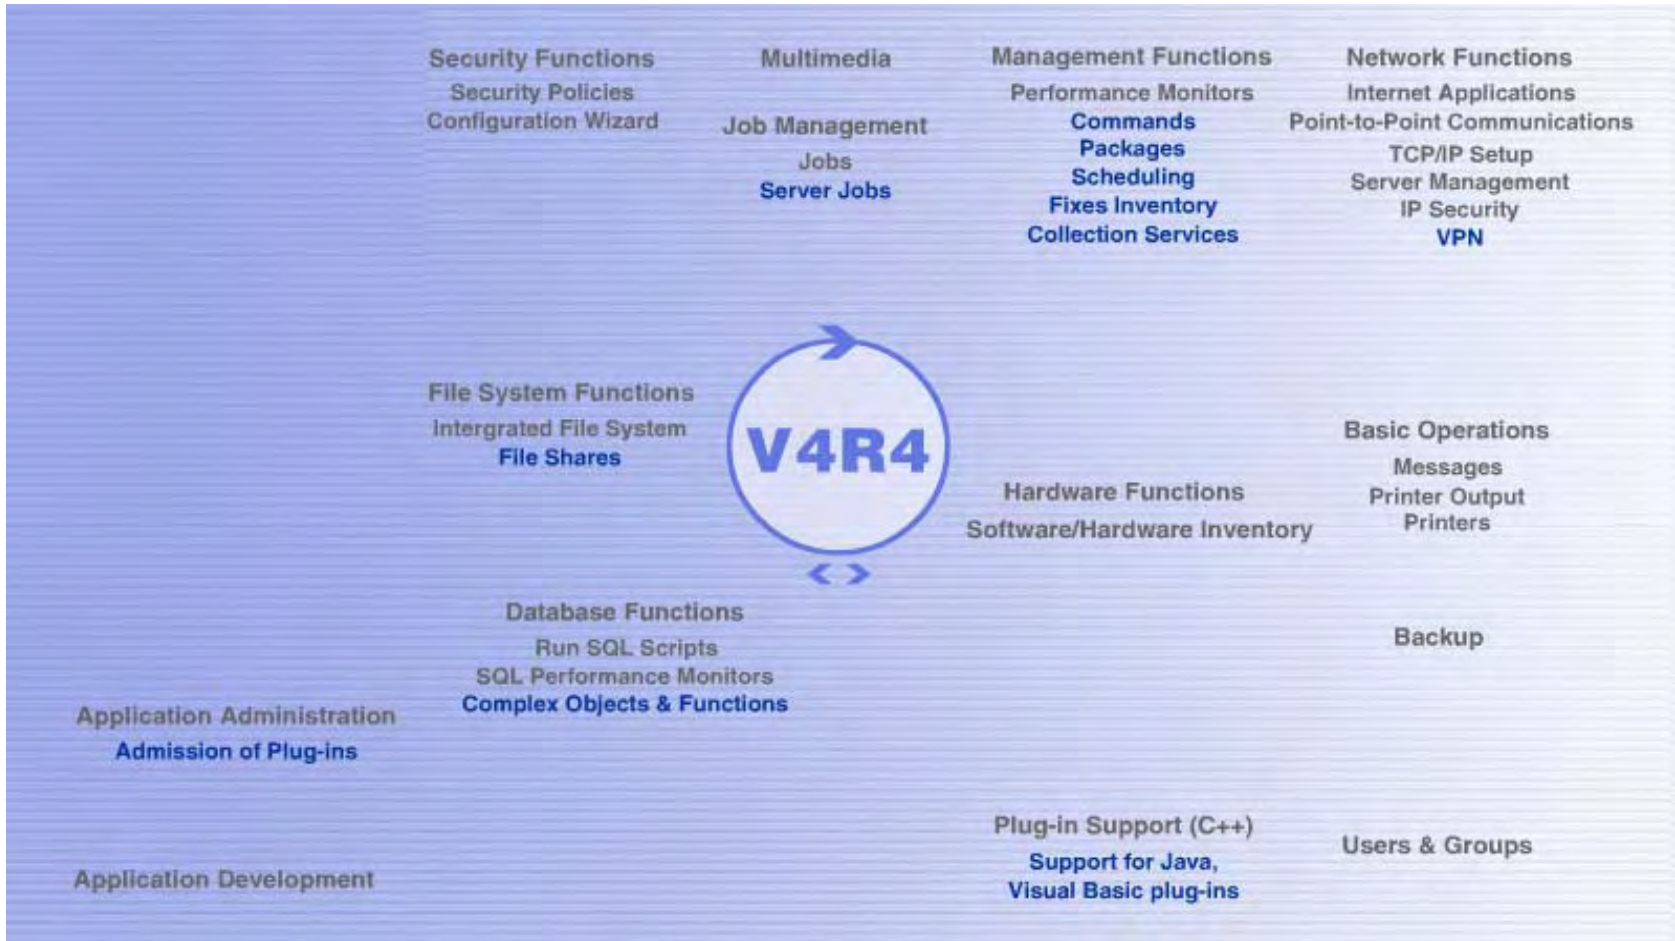 Security Functions
Security Policies
Configuration Wizard
Multimedia
Job Management
Jobs
Server Jobs
Management Functions
Performance Monitors
Commands
Packages
Scheduling
Fixes Inventory
Collection Services
Network Functions
Internet Applications
Point-to-Point Communications
TCP/IP Setup
Server Management
IP Security
VPN
File System Functions
Intergrated File System
File Shares
V4R4
Hardware Functions
Software/Hardware Inventory
Basic Operations
Messages
Printer Output
Printers
Database Functions
Run SQL Scripts
SQL Performance Monitors
Complex Objects & Functions
Backup
Application Administration
Admission of Plug-ins
Application Development
Plug-in Support (C++)
Support for Java,
Visual Basic plug-ins
Users & Groups